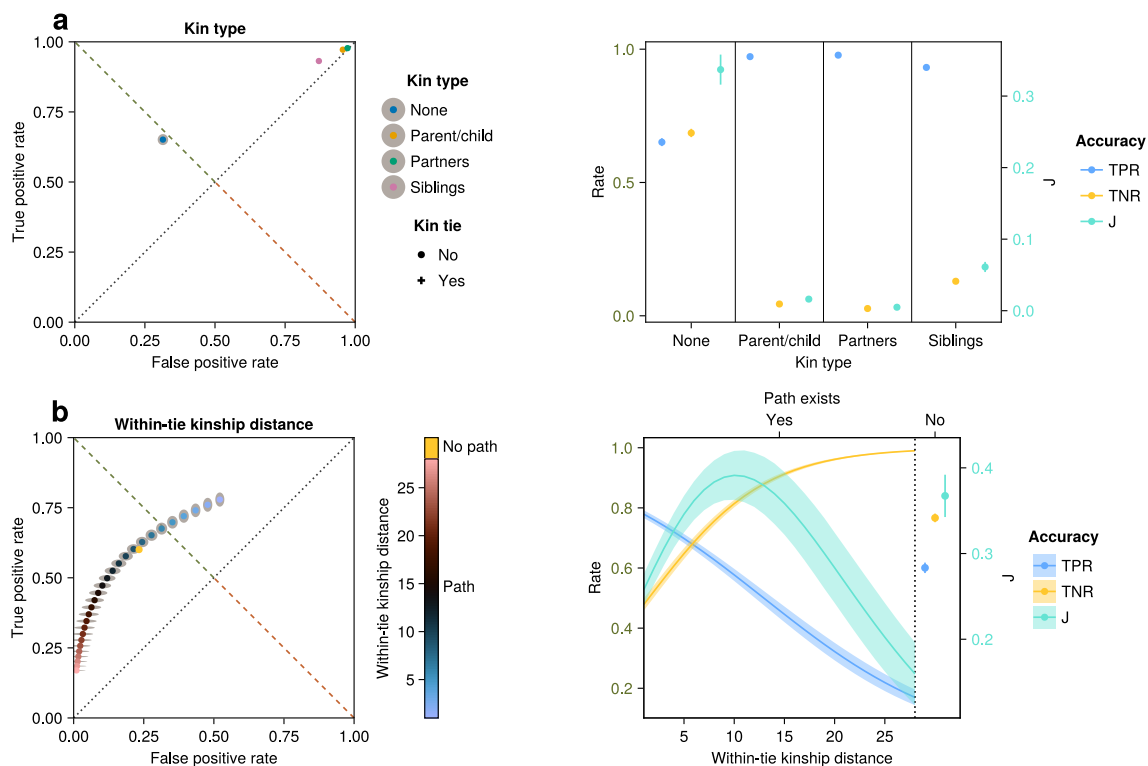 a
Kin type
1.00
0.75
0.50
0.25
0.00
True positive rate
0.00
0.25
0.50
0.75
1.00
False positive rate
Kin type
None
Parent/child
Partners
Siblings
Kin tie
No
Yes
1.0
0.5
0.0
Rate
None
Parent/child
Partners
Siblings
Kin type
0.3
0.2
0.1
0.0
J
Accuracy
TPR
TNR
J
b
Within-tie kinship distance
1.00
0.75
0.50
0.25
0.00
True positive rate
0.00
0.25
0.50
0.75
1.00
False positive rate
Within-tie kinship distance
25
20
15
10
5
No path
Path
Path exists
Yes
No
1.0
0.8
0.6
0.4
0.2
Rate
5
10
15
20
25
Within-tie kinship distance
0.4
0.3
0.2
J
Accuracy
TPR
TNR
J